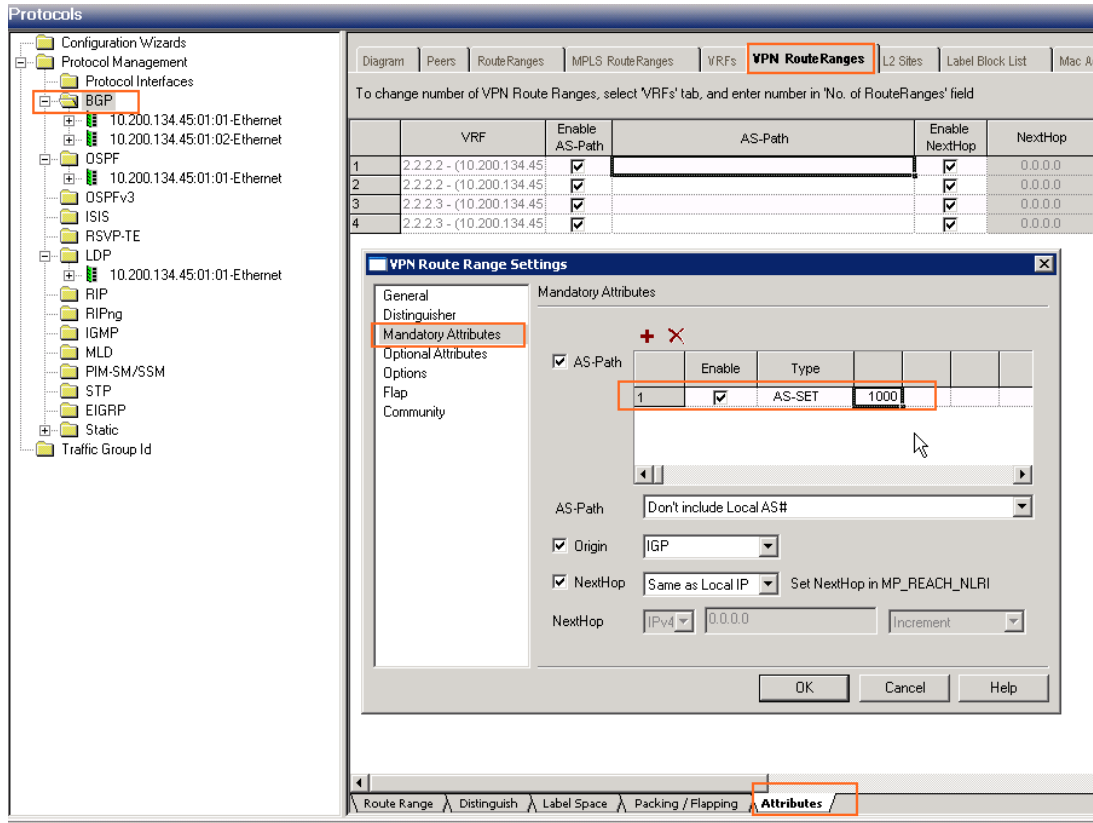 Protocols
Configuration Wizards
Protocol Management
Protocol Interfaces
BGP
10.200.134.45:01:01-Ethernet
10.200.134.45:01:02-Ethernet
OSPF
10.200.134.45:01:01-Ethernet
OSPFv3
ISIS
RSVP-TE
LDP
10.200.134.45:01:01-Ethernet
RIP
RIPng
IGMP
MLD
PIM-SM/SSM
STP
EIGRP
Static
Traffic Group Id
Diagram Peers RouteRanges MPLS RouteRanges VRFs VPN RouteRanges L2 Sites Label Block List Mac A
To change number of VPN Route Ranges, select 'VRFs' tab, and enter number in 'No. of RouteRanges' field
VRF Enable AS-Path AS-Path Enable NextHop NextHop
1 2.2.2.2 - (10.200.134.45 0.0.0.0
2 2.2.2.2 - (10.200.134.45 0.0.0.0
3 2.2.2.3 - (10.200.134.45 0.0.0.0
4 2.2.2.3 - (10.200.134.45 0.0.0.0
VPN Route Range Settings
General
Distinguisher
Mandatory Attributes
Optional Attributes
Options
Flap
Community
Mandatory Attributes
AS-Path
Enable Type
1 AS-SET 1000
AS-Path Don't include Local AS#
Origin IGP
NextHop Same as Local IP Set NextHop in MP_REACH_NLRI
NextHop IPv4 0.0.0.0 Increment
OK Cancel Help
Route Range Distinguish Label Space Packing / Flapping Attributes